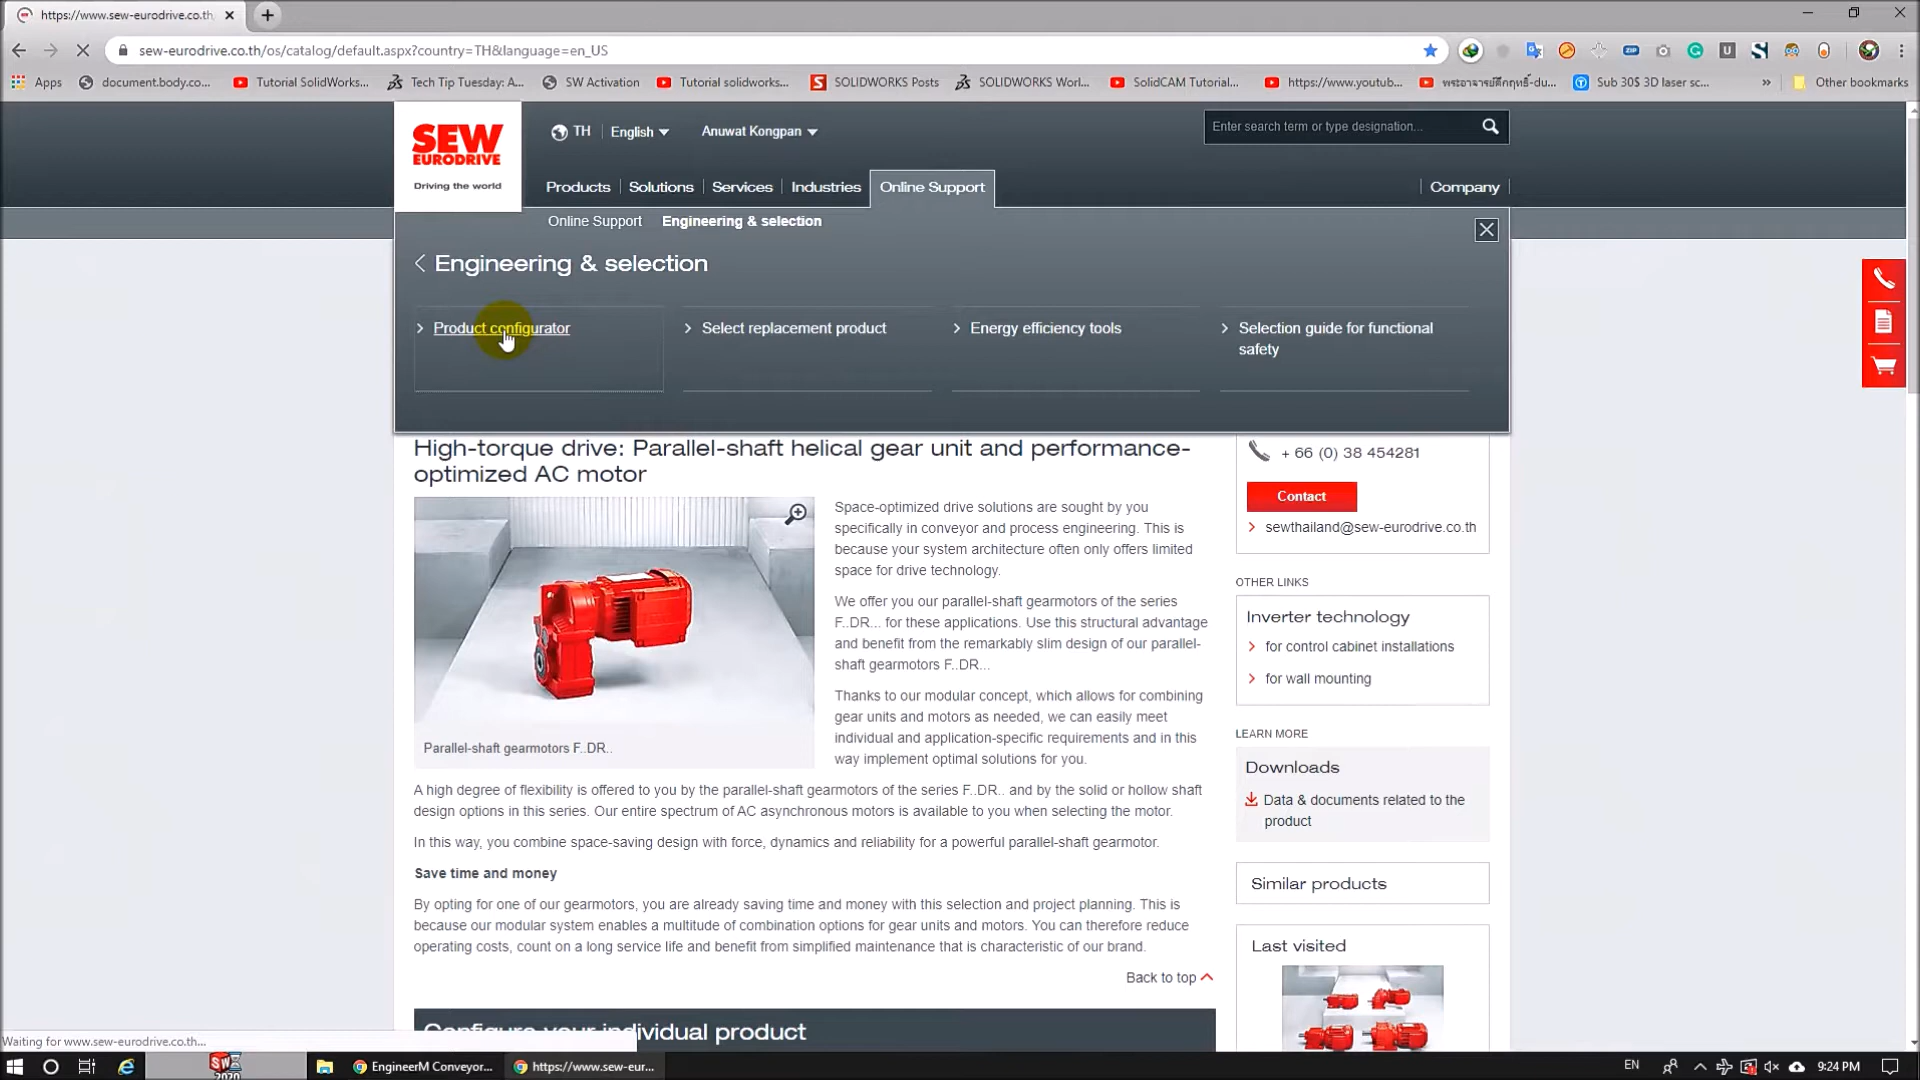 https://www.sew-eurodrive.co.th,
sew-eurodrive.co.th/os/catalog/default.aspx?country=TH&language=en_US
Apps
document.body.co...
Tutorial SolidWorks...
Tech Tip Tuesday: A...
SW Activation
Tutorial solidworks...
SOLIDWORKS Posts
SOLIDWORKS Worl...
SolidCAM Tutorial...
https://www.youtub...
Sub 30$ 3D laser sc...
Other bookmarks
SEW
EURODRIVE
Driving the world
TH
English
Anuwat Kongpan
Enter search term or type designation...
Products
Solutions
Services
Industries
Online Support
Company
Online Support
Engineering & selection
Engineering & selection
Product configurator
Select replacement product
Energy efficiency tools
Selection guide for functional
safety
High-torque drive: Parallel-shaft helical gear unit and performance-
optimized AC motor
Parallel-shaft gearmotors F..DR..
Space-optimized drive solutions are sought by you
specifically in conveyor and process engineering. This is
because your system architecture often only offers limited
space for drive technology.
We offer you our parallel-shaft gearmotors of the series
F..DR... for these applications. Use this structural advantage
and benefit from the remarkably slim design of our parallel-
shaft gearmotors F..DR...
Thanks to our modular concept, which allows for combining
gear units and motors as needed, we can easily meet
individual and application-specific requirements and in this
way implement optimal solutions for you.
A high degree of flexibility is offered to you by the parallel-shaft gearmotors of the series F..DR.. and by the solid or hollow shaft
design options in this series. Our entire spectrum of AC asynchronous motors is available to you when selecting the motor.
In this way, you combine space-saving design with force, dynamics and reliability for a powerful parallel-shaft gearmotor.
Save time and money
By opting for one of our gearmotors, you are already saving time and money with this selection and project planning. This is
because our modular system enables a multitude of combination options for gear units and motors. You can therefore reduce
operating costs, count on a long service life and benefit from simplified maintenance that is characteristic of our brand.
Back to top
Configure your individual product
+ 66 (0) 38 454281
Contact
sewthailand@sew-eurodrive.co.th
OTHER LINKS
Inverter technology
for control cabinet installations
for wall mounting
LEARN MORE
Downloads
Data & documents related to the
product
Similar products
Last visited
Waiting for www.sew-eurodrive.co.th...
SW
2020
EngineerM Conveyor...
https://www.sew-eur...
EN
9:24 PM